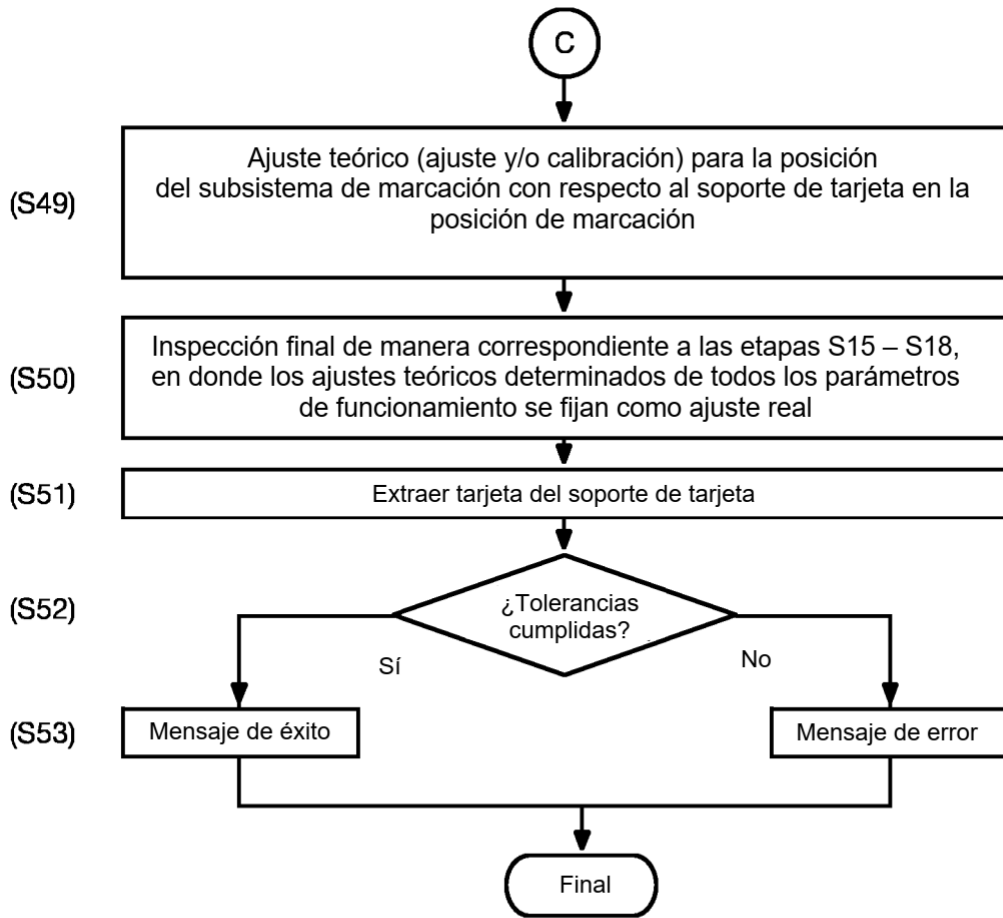 C
(S49)
Ajuste teórico (ajuste y/o calibración) para la posición
del subsistema de marcación con respecto al soporte de tarjeta en la
posición de marcación
(S50)
Inspección final de manera correspondiente a las etapas S15 – S18,
en donde los ajustes teóricos determinados de todos los parámetros
de funcionamiento se fijan como ajuste real
(S51)
Extraer tarjeta del soporte de tarjeta
(S52)
¿Tolerancias
cumplidas?
Sí
No
(S53)
Mensaje de éxito
Mensaje de error
Final